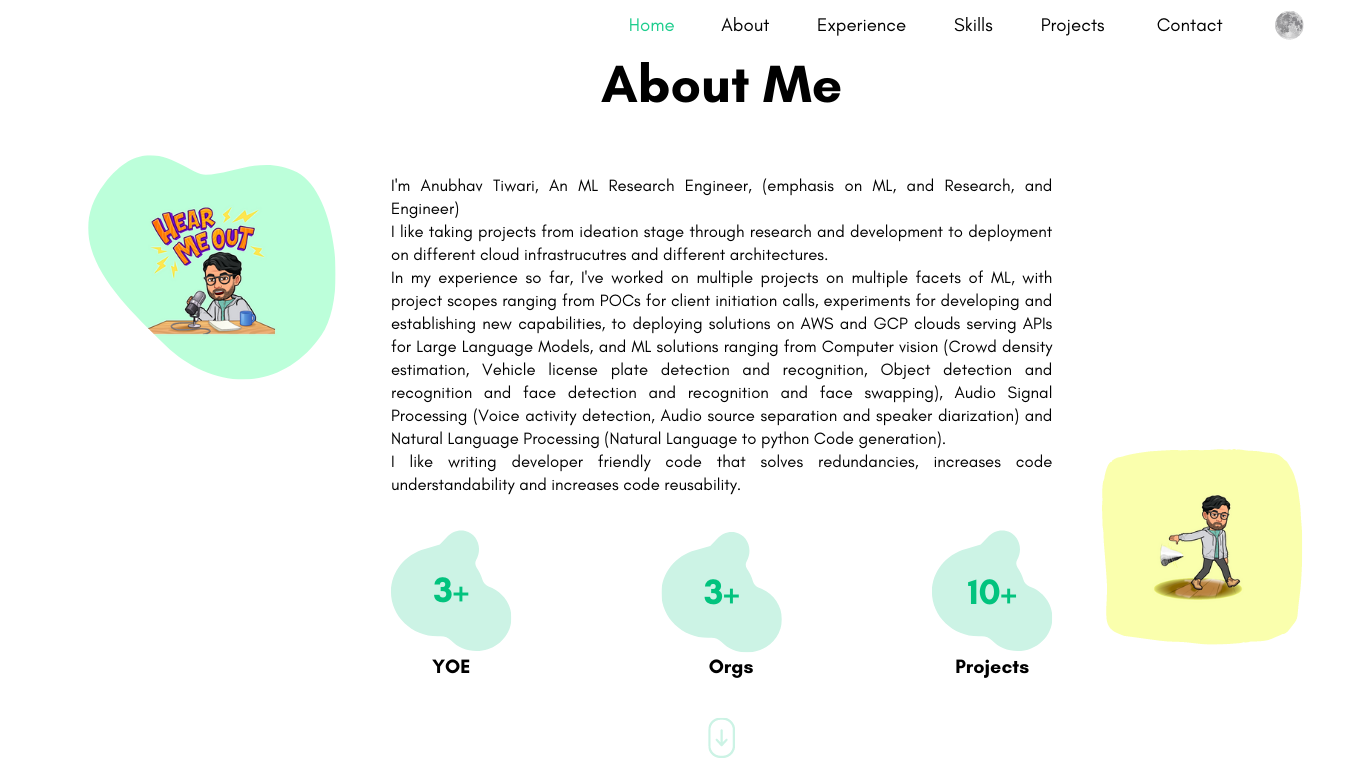 Home About Experience Skills Projects Contact
About Me
HEAR
ME OUT
I'm Anubhav Tiwari, An ML Research Engineer, (emphasis on ML, and Research, and
Engineer)
I like taking projects from ideation stage through research and development to deployment
on different cloud infrastrucutres and different architectures.
In my experience so far, I've worked on multiple projects on multiple facets of ML, with
project scopes ranging from POCs for client initiation calls, experiments for developing and
establishing new capabilities, to deploying solutions on AWS and GCP clouds serving APIs
for Large Language Models, and ML solutions ranging from Computer vision (Crowd density
estimation, Vehicle license plate detection and recognition, Object detection and
recognition and face detection and recognition and face swapping), Audio Signal
Processing (Voice activity detection, Audio source separation and speaker diarization) and
Natural Language Processing (Natural Language to python Code generation).
I like writing developer friendly code that solves redundancies, increases code
understandability and increases code reusability.
3+ 3+ 10+
YOE Orgs Projects